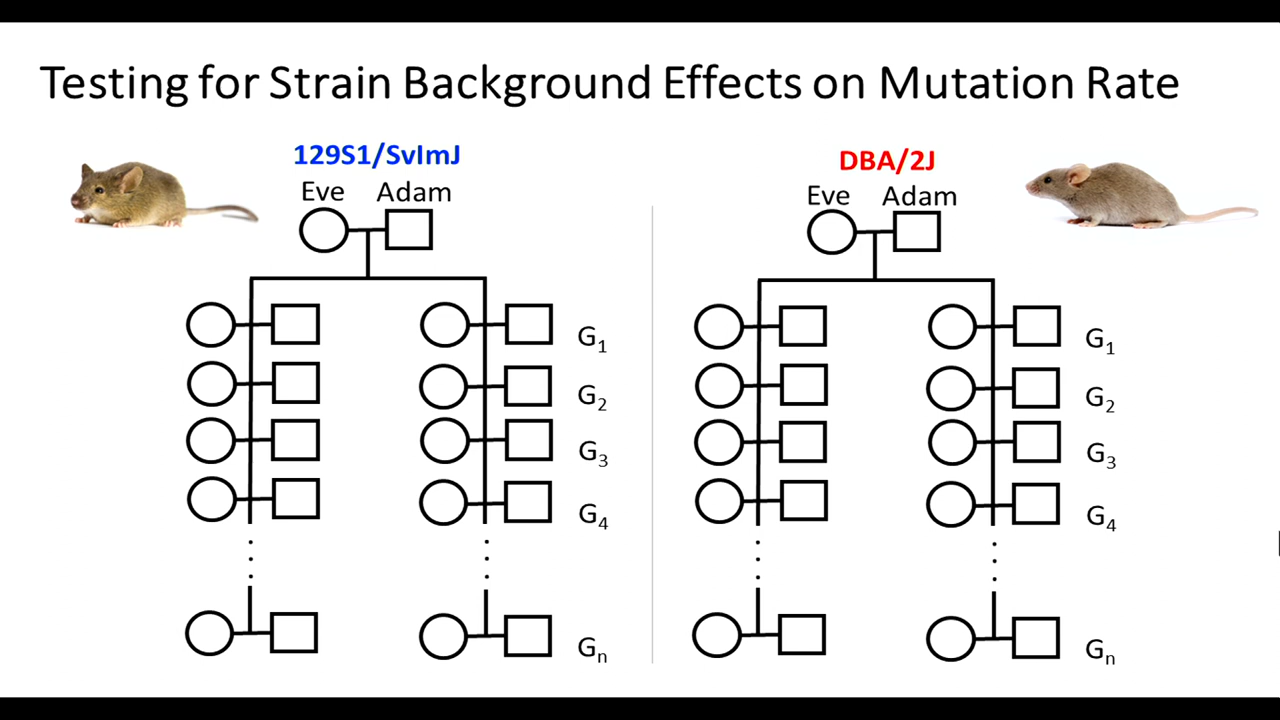 Testing for Strain Background Effects on Mutation Rate
129S1/SvImJ
Eve Adam
G1
G2
G3
G4
Gn
DBA/2J
Eve Adam
G1
G2
G3
G4
Gn